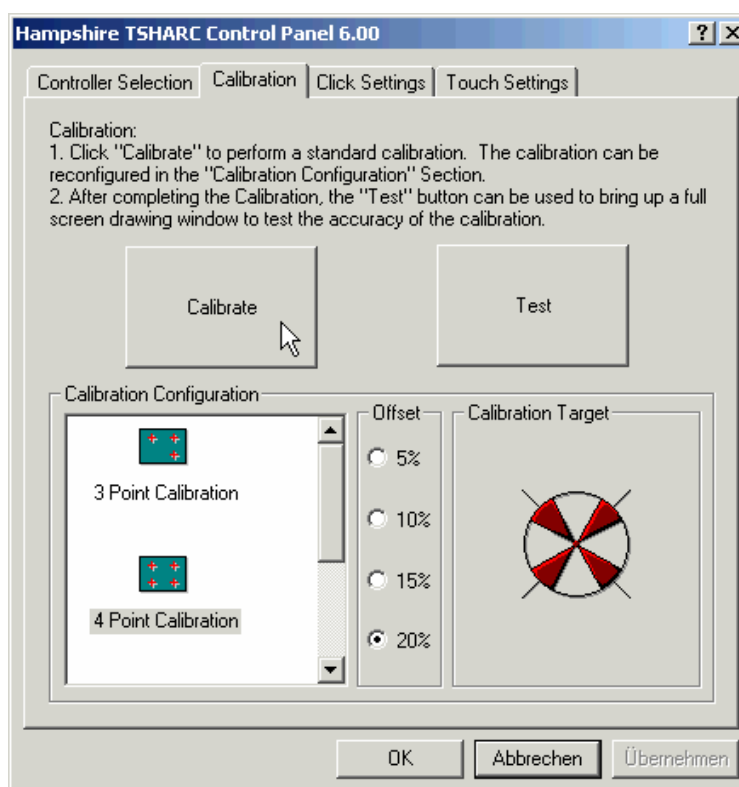 Hampshire TSHARC Control Panel 6.00
Controller Selection Calibration Click Settings Touch Settings
Calibration:
1. Click "Calibrate" to perform a standard calibration. The calibration can be
reconfigured in the "Calibration Configuration" Section.
2. After completing the Calibration, the "Test" button can be used to bring up a full
screen drawing window to test the accuracy of the calibration.
Calibrate Test
Calibration Configuration
Offset Calibration Target
5%
3 Point Calibration
10%
15%
4 Point Calibration
20%
OK Abbrechen Übernehmen